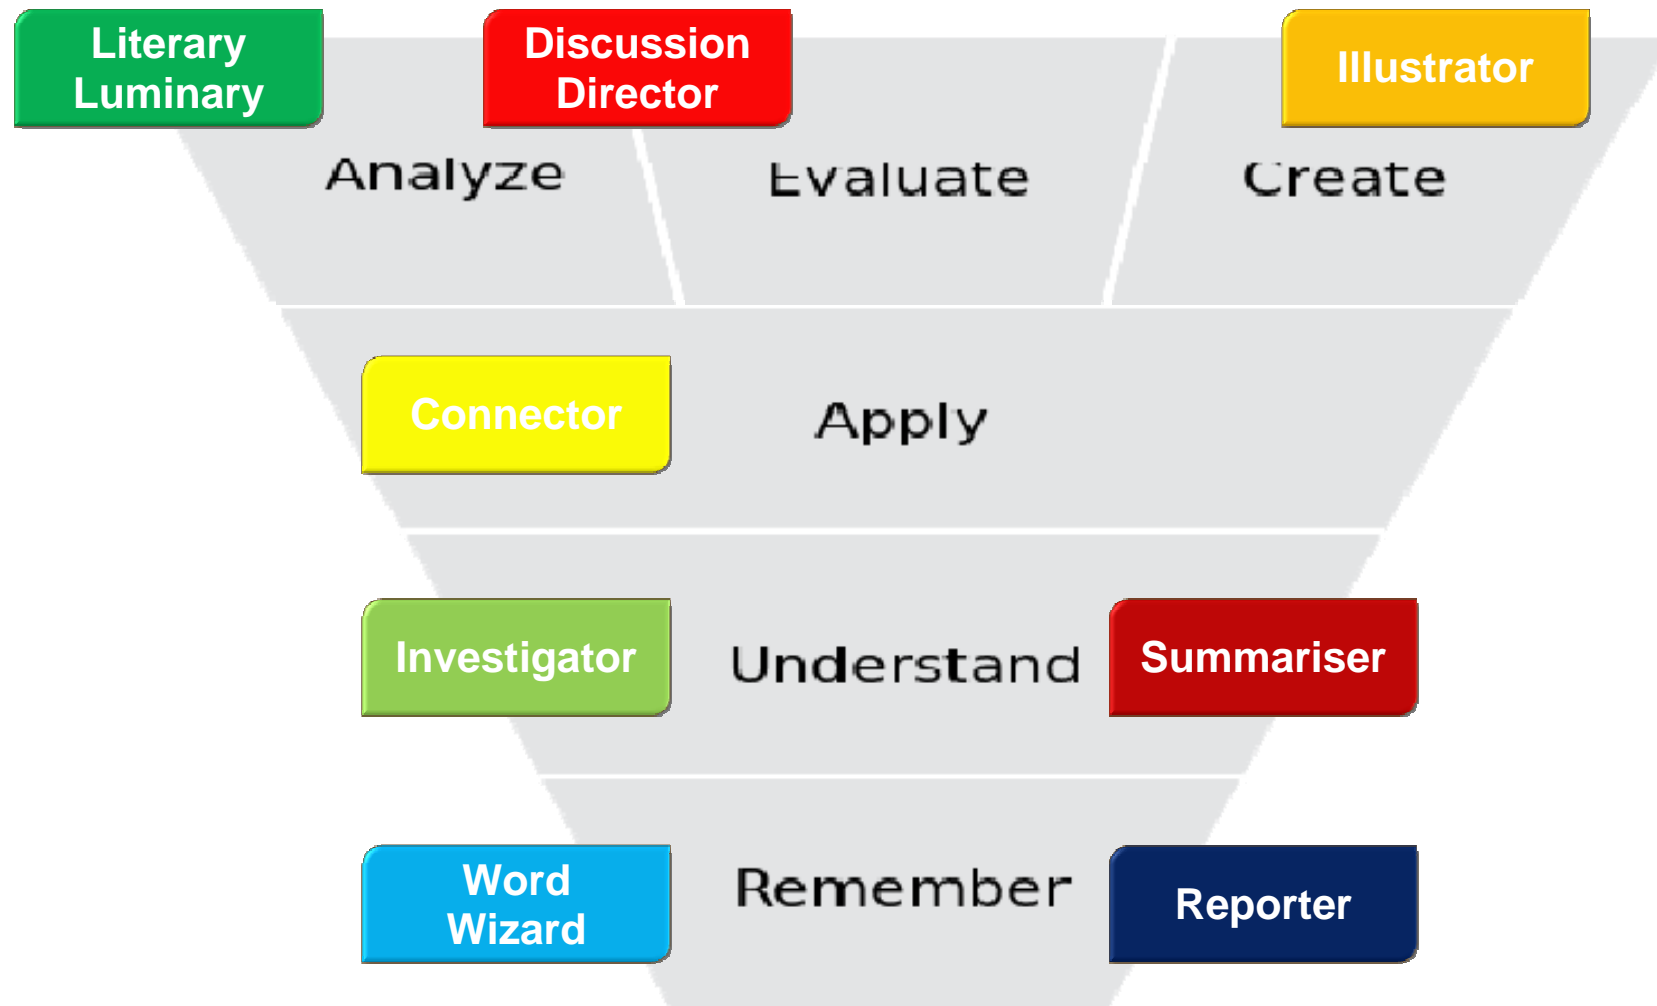 Literary
Luminary
Discussion
Director
Illustrator
Analyze
Evaluate
Create
Connector
Apply
Investigator
Understand
Summariser
Word
Wizard
Remember
Reporter